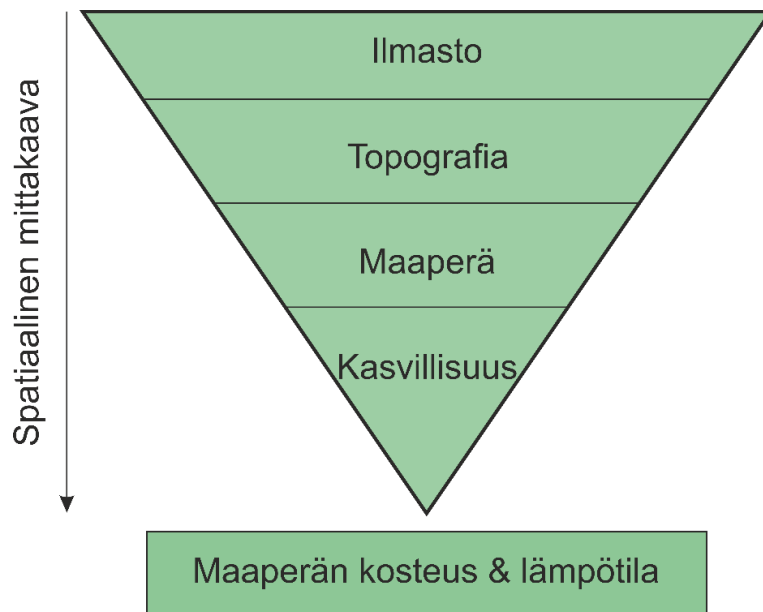 Spatiaalinen mittakaava
Ilmasto
Topografia
Maaperä
Kasvillisuus
Maaperän kosteus & lämpötila